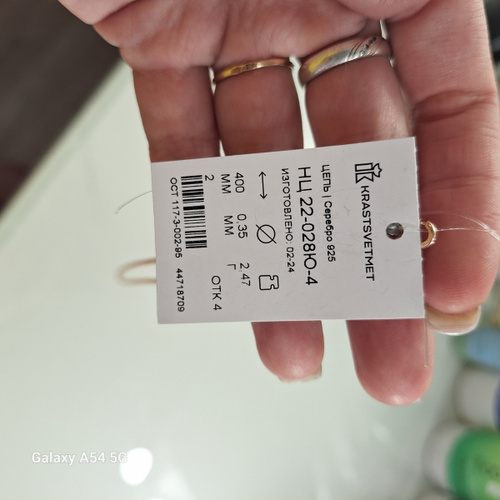 KRASTSVETMET
ЦЕПЬ | Серебро 925
НЦ 22-028Ю-4
ИЗГОТОВЛЕНО: 02-24
400 0,35 2,47
ММ ММ Г
2
ОТК 4
ОСТ 117-3-002-95 44718709
Galaxy A54 5G